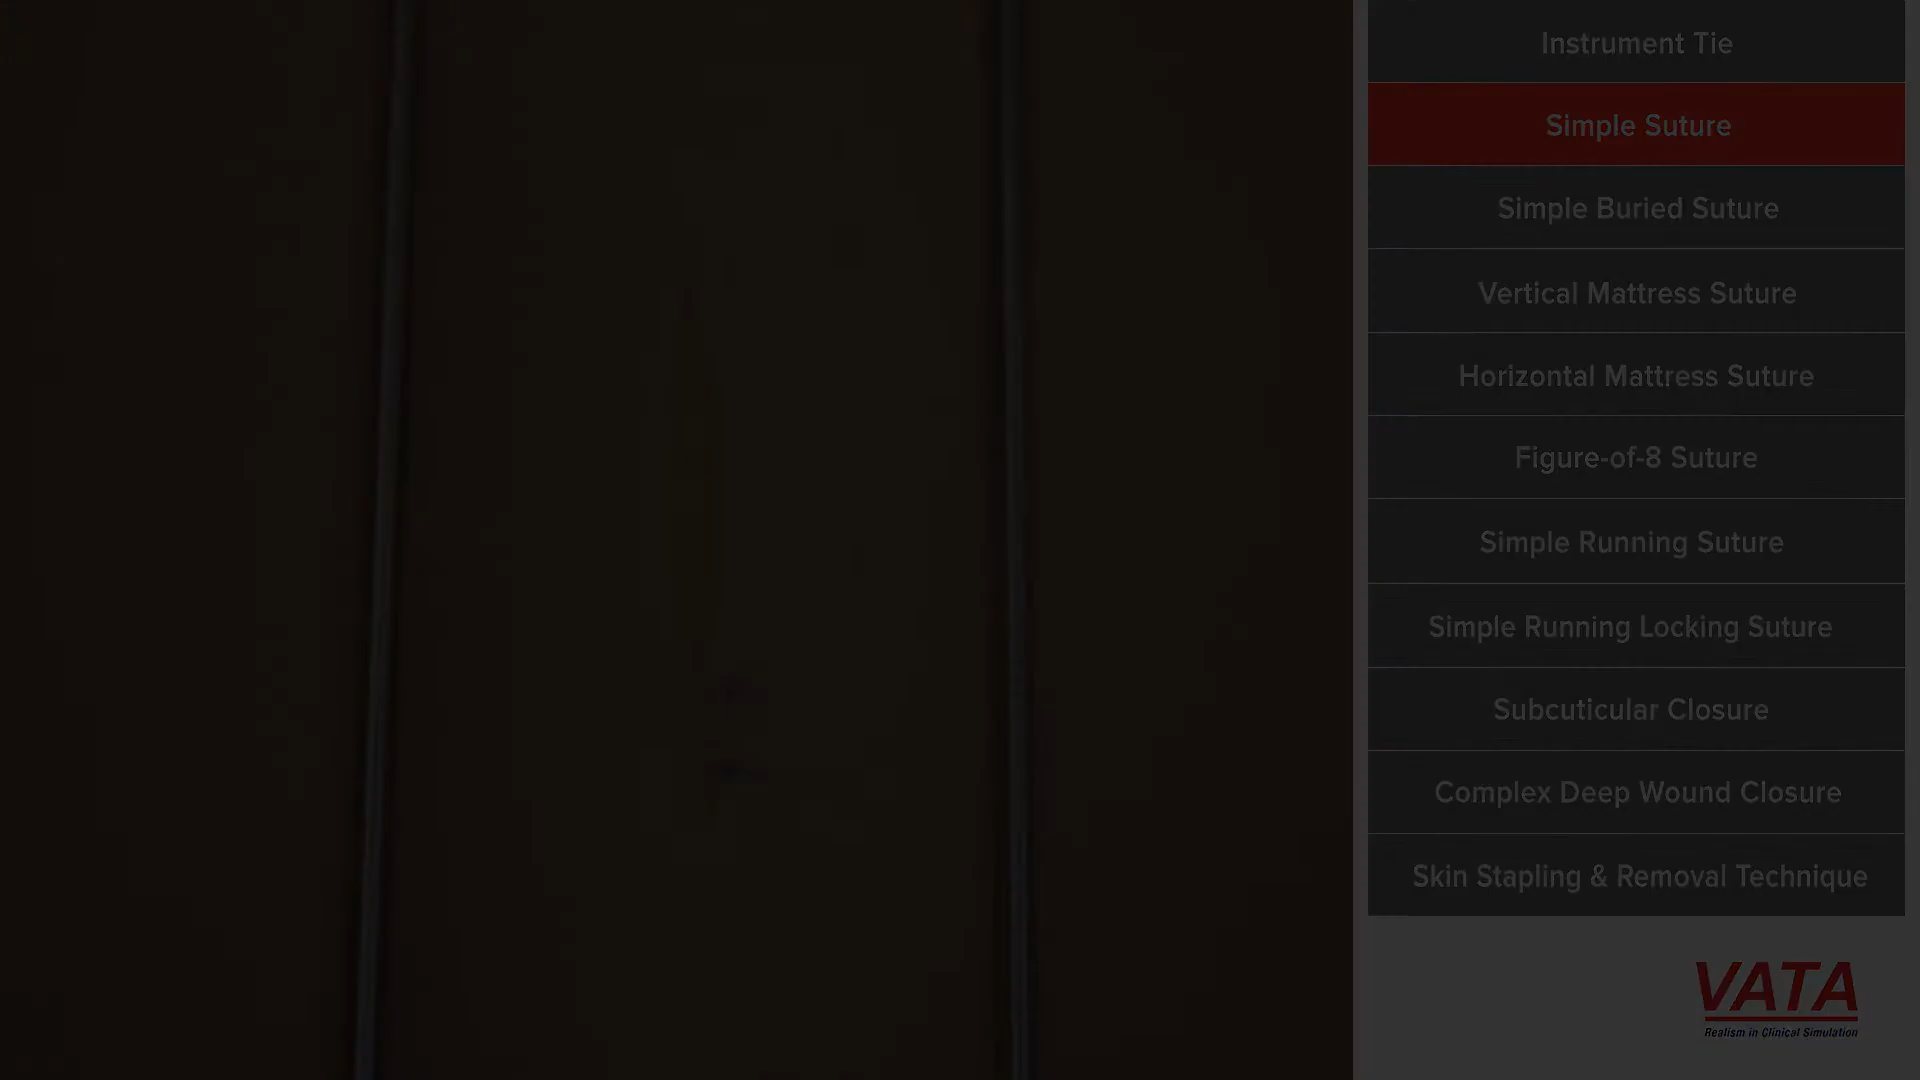 Instrument Tie
Simple Suture
Simple Buried Suture
Vertical Mattress Suture
Horizontal Mattress Suture
Figure-of-8 Suture
Simple Running Suture
Simple Running Locking Suture
Subcuticular Closure
Complex Deep Wound Closure
Skin Stapling & Removal Technique
VATA
Realism in Clinical Simulation